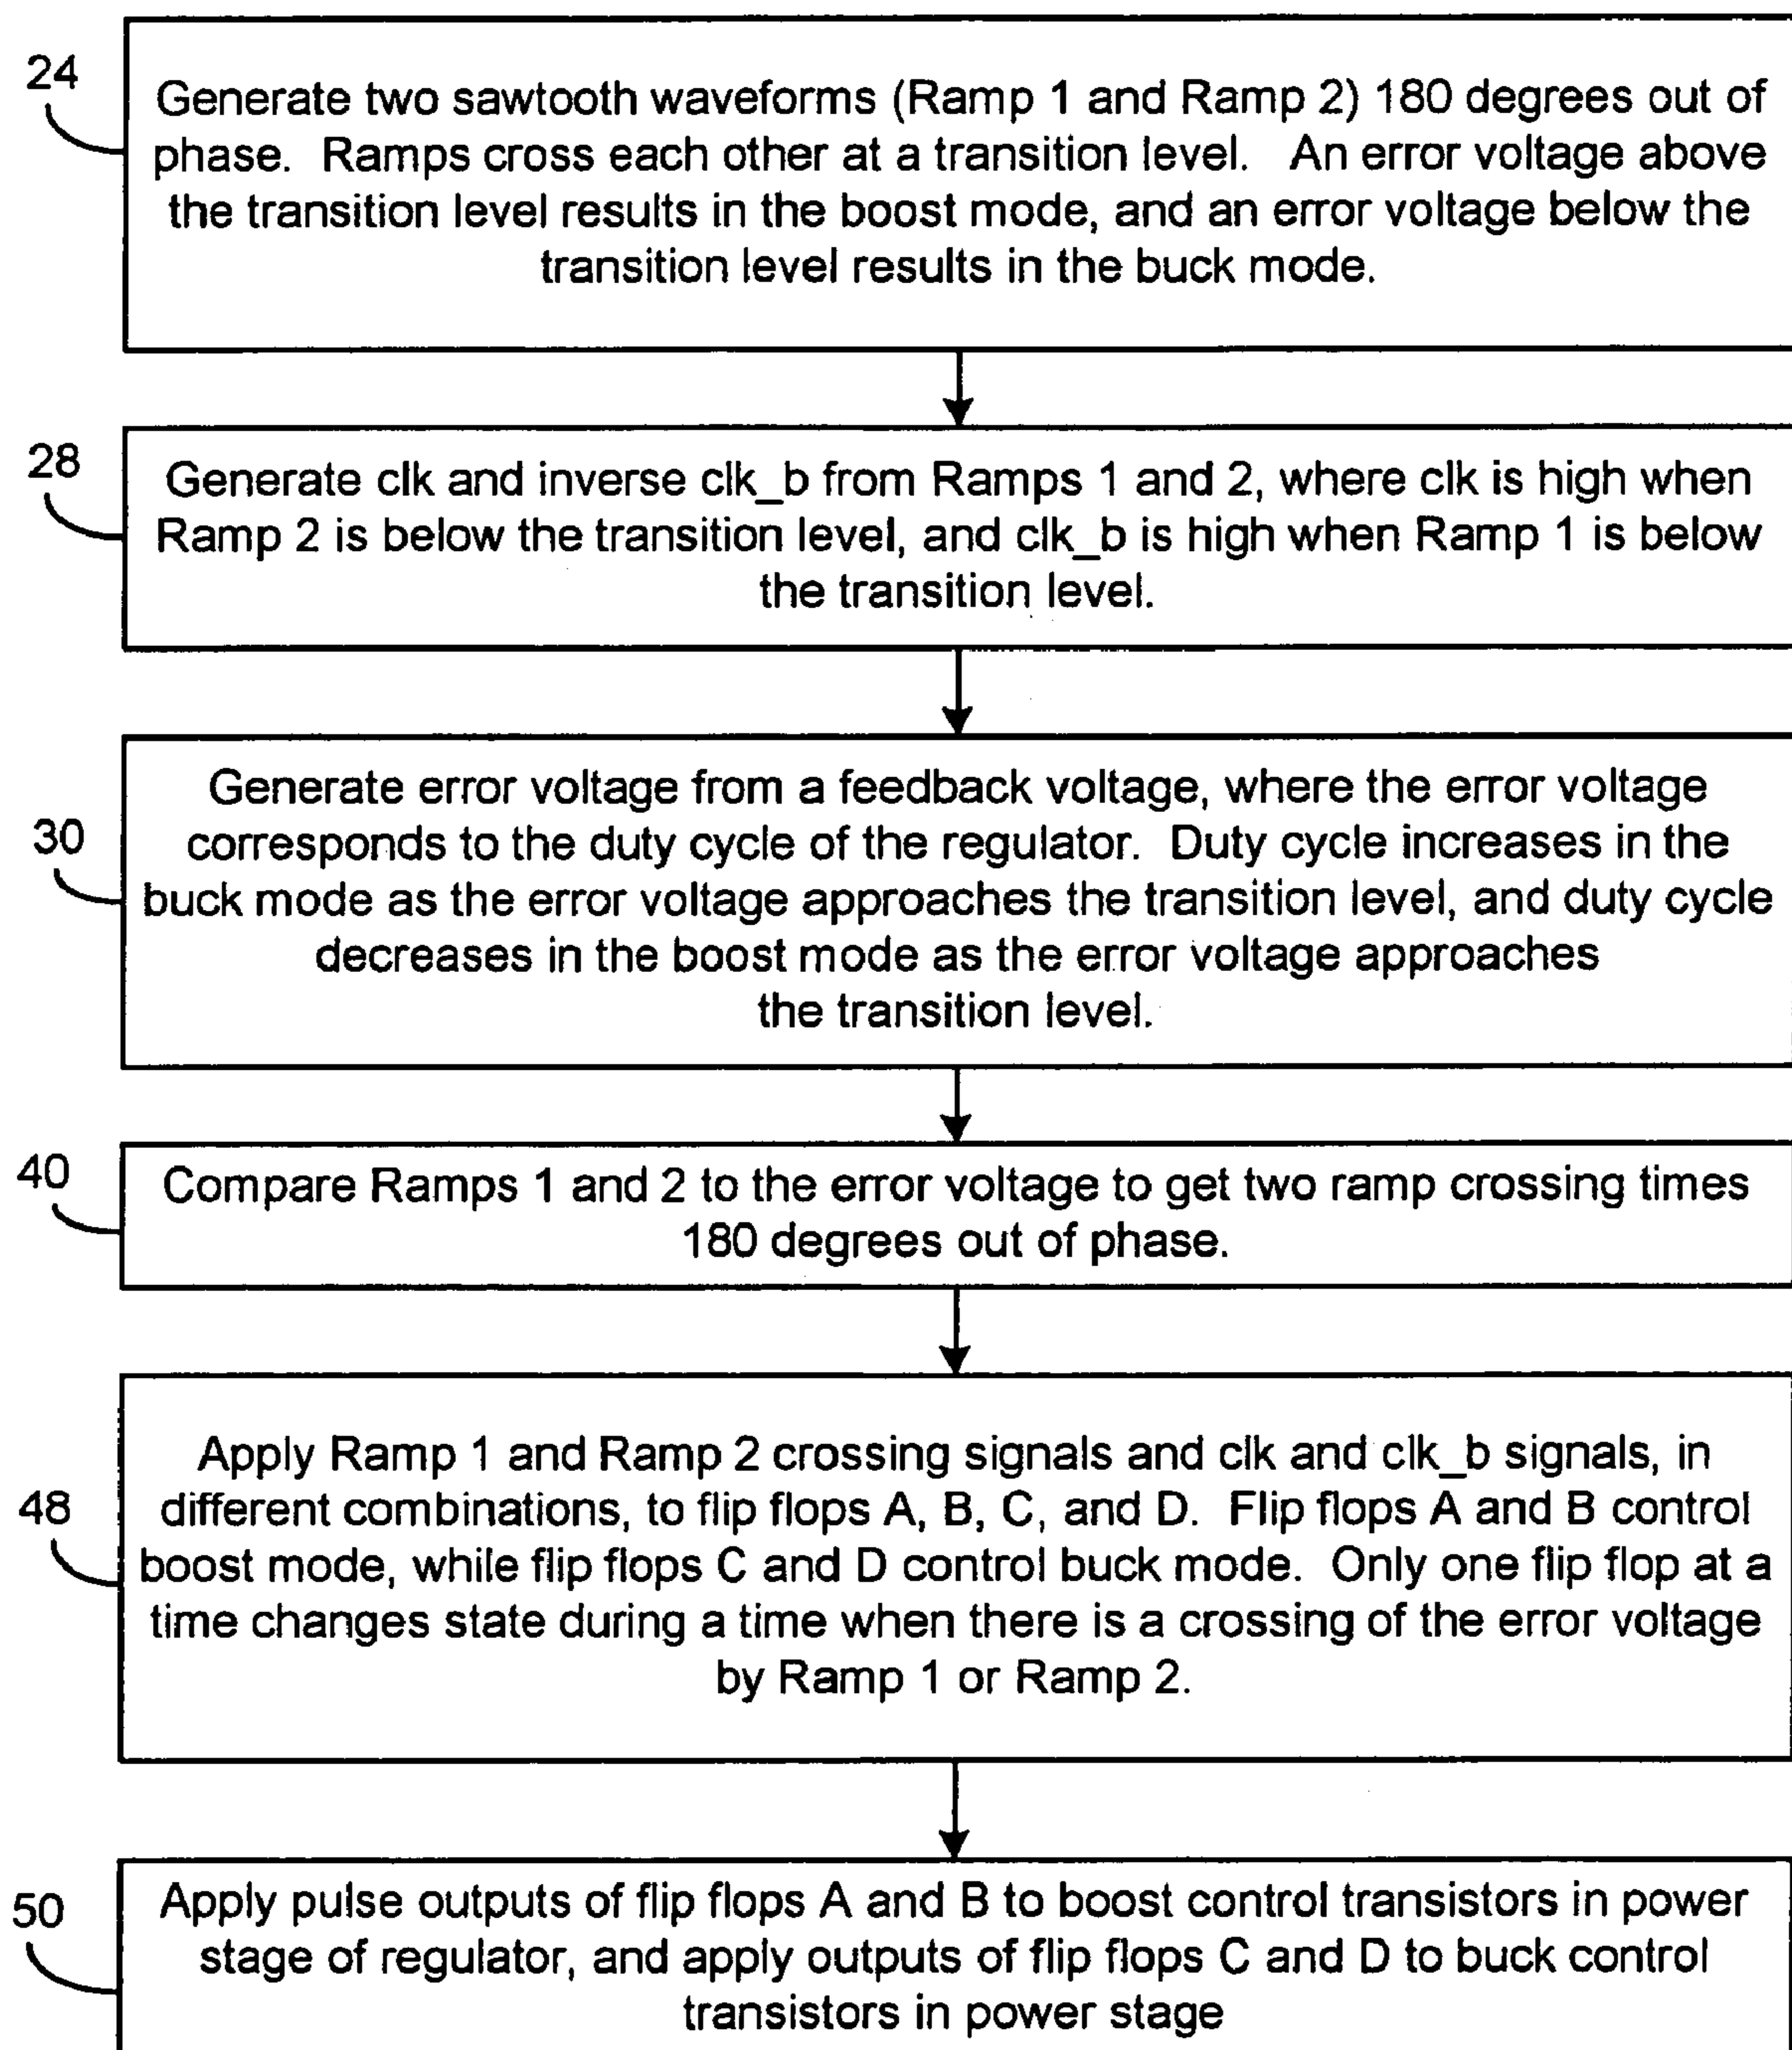 24
Generate two sawtooth waveforms (Ramp 1 and Ramp 2) 180 degrees out of
phase. Ramps cross each other at a transition level. An error voltage above
the transition level results in the boost mode, and an error voltage below the
transition level results in the buck mode.
28
Generate clk and inverse clk_b from Ramps 1 and 2, where clk is high when
Ramp 2 is below the transition level, and clk_b is high when Ramp 1 is below
the transition level.
30
Generate error voltage from a feedback voltage, where the error voltage
corresponds to the duty cycle of the regulator. Duty cycle increases in the
buck mode as the error voltage approaches the transition level, and duty cycle
decreases in the boost mode as the error voltage approaches
the transition level.
40
Compare Ramps 1 and 2 to the error voltage to get two ramp crossing times
180 degrees out of phase.
48
Apply Ramp 1 and Ramp 2 crossing signals and clk and clk_b signals, in
different combinations, to flip flops A, B, C, and D. Flip flops A and B control
boost mode, while flip flops C and D control buck mode. Only one flip flop at a
time changes state during a time when there is a crossing of the error voltage
by Ramp 1 or Ramp 2.
50
Apply pulse outputs of flip flops A and B to boost control transistors in power
stage of regulator, and apply outputs of flip flops C and D to buck control
transistors in power stage